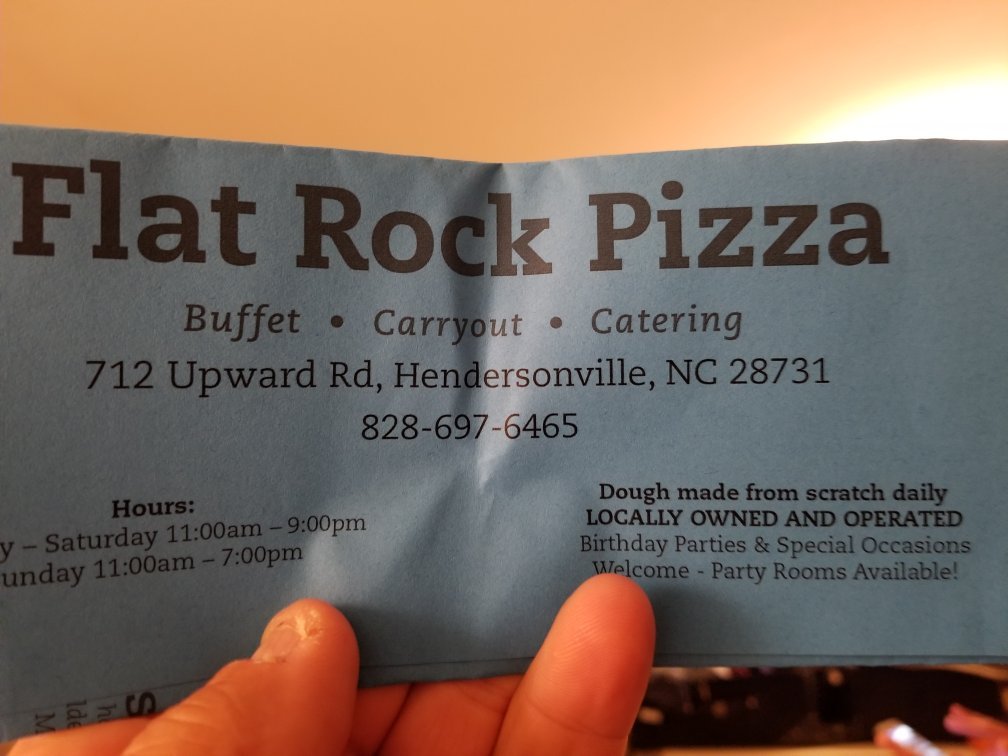 Flat Rock Pizza
Buffet • Carryout • Catering
712 Upward Rd, Hendersonville, NC 28731
828-697-6465
Hours:
y – Saturday 11:00am – 9:00pm
unday 11:00am – 7:00pm
Dough made from scratch daily
LOCALLY OWNED AND OPERATED
Birthday Parties & Special Occasions
Welcome - Party Rooms Available!